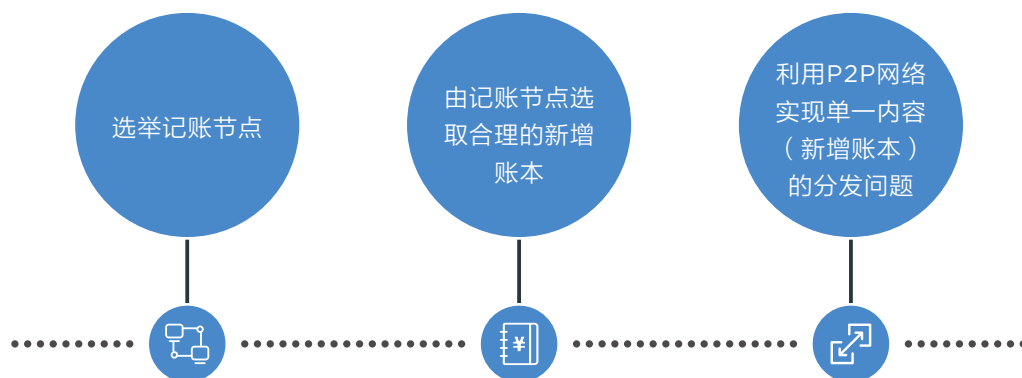 选举记账节点
由记账节点选
取合理的新增
账本
利用P2P网络
实现单一内容
（新增账本）
的分发问题
¥